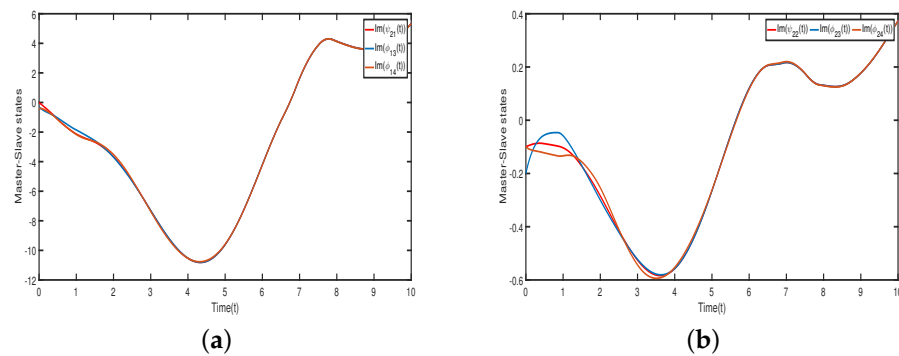 Im(ψ₂₁(t))
Im(ϕ₁₃(t))
Im(ϕ₁₄(t))
6
4
2
0
-2
-4
-6
-8
-10
-12
Master-Slave states
0 1 2 3 4 5 6 7 8 9 10
Time(t)
(a)
Im(ψ₂₂(t)) Im(ϕ₂₃(t)) Im(ϕ₂₄(t))
0.4
0.2
0
-0.2
-0.4
-0.6
Master-Slave states
0 1 2 3 4 5 6 7 8 9 10
Time(t)
(b)